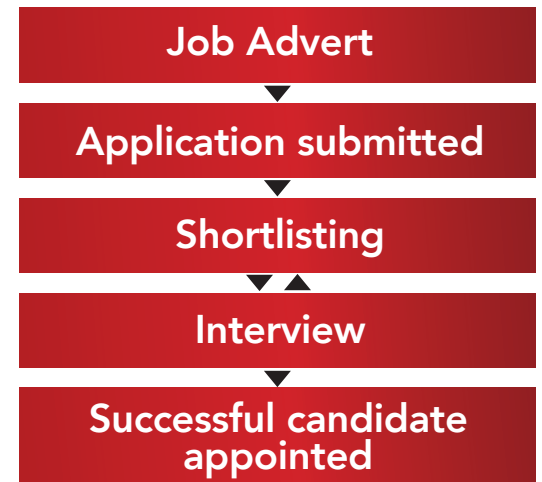 Job Advert
Application submitted
Shortlisting
Interview
Successful candidate
appointed